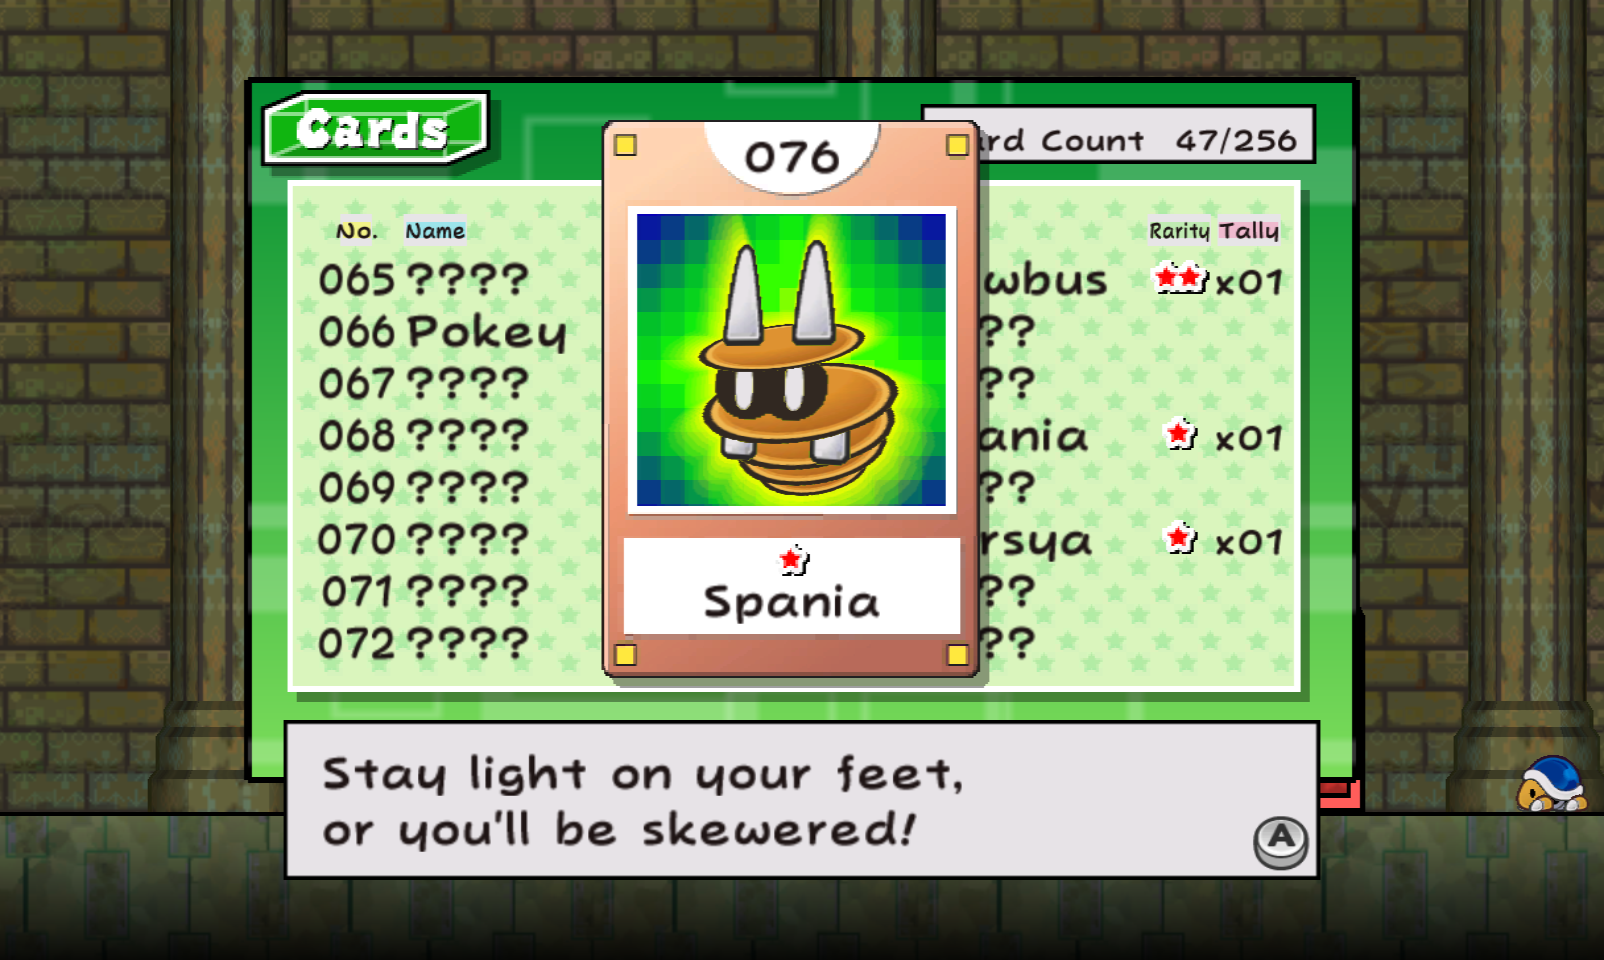 Cards
076
Card Count 47/256
No. Name
Rarity Tally
065 ????
wbus x01
066 Pokey
??
067 ????
??
068 ????
ania x01
069 ????
??
070 ????
rsya x01
071 ????
??
072 ????
??
Spania
Stay light on your feet,
or you'll be skewered!
A